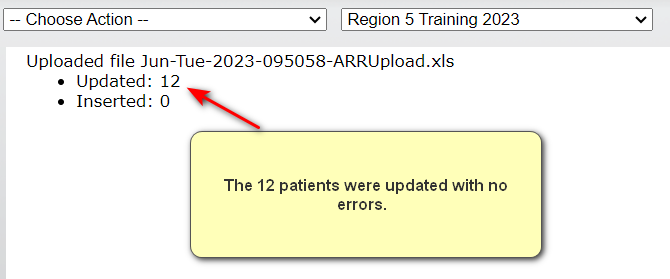 -- Choose Action --
Region 5 Training 2023
Uploaded file Jun-Tue-2023-095058-ARRUpload.xls
• Updated: 12
• Inserted: 0
The 12 patients were updated with no
errors.